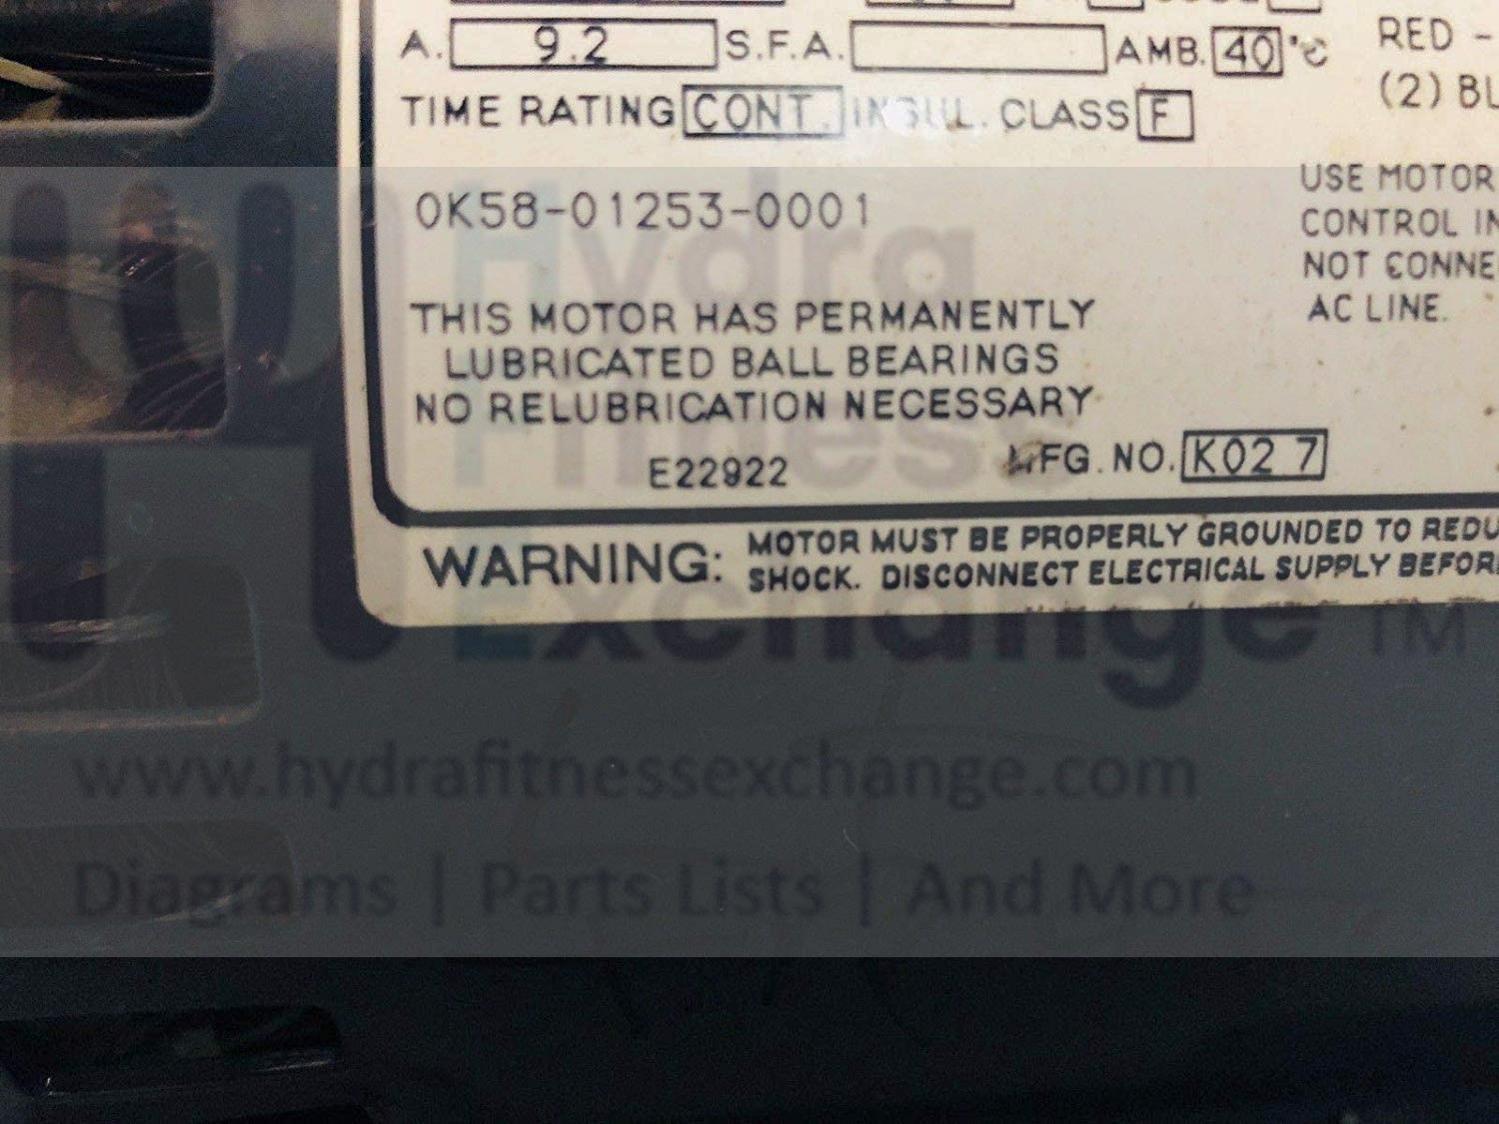 A. 9.2 S.F.A. AMB. 40 °C
RED -
TIME RATING CONT. INSUL. CLASS F
(2)
0K58-01253-0001
USE MOTOR
CONTROL
NOT CONNE
AC LINE.
THIS MOTOR HAS PERMANENTLY
LUBRICATED BALL BEARINGS
NO RELUBRICATION NECESSARY
E22922 MFG. NO. K02 7
WARNING: MOTOR MUST BE PROPERLY GROUNDED TO REDU
SHOCK. DISCONNECT ELECTRICAL SUPPLY BEFOR
Hydra
Fitness
Exchange TM
www.hydrafitnessexchange.com
Diagrams | Parts Lists | And More